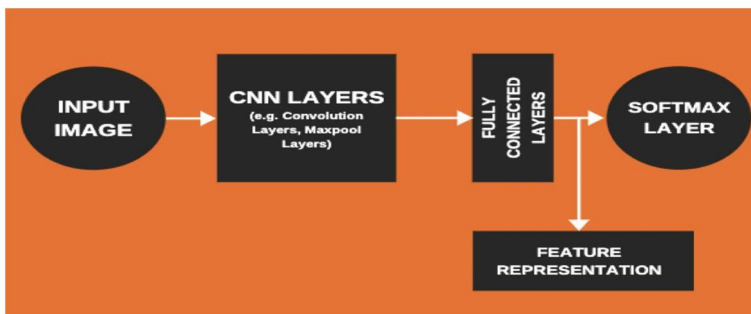 INPUT
IMAGE
CNN LAYERS
(e.g. Convolution
Layers, Maxpool
Layers)
FULLY
CONNECTED
LAYERS
SOFTMAX
LAYER
FEATURE
REPRESENTATION